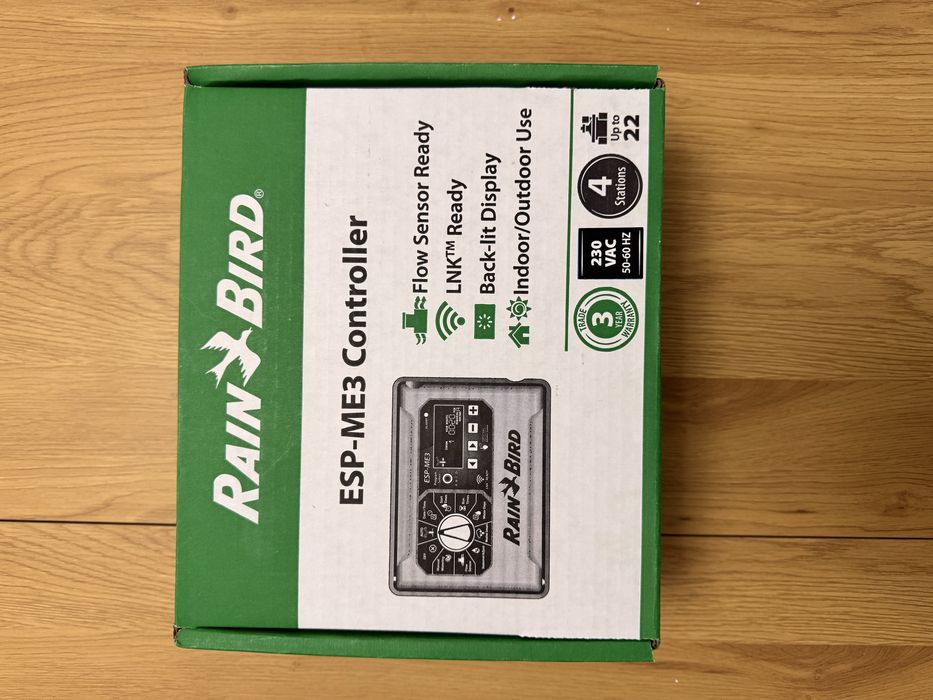 RAIN BIRD®
ESP-ME3 Controller
Flow Sensor Ready
LNK™ Ready
Back-lit Display
Indoor/Outdoor Use
ESP-ME3
RAIN BIRD
TRADE
3
YEAR
WARRANTY
230
VAC
50-60 HZ
4
Stations
Up to
22